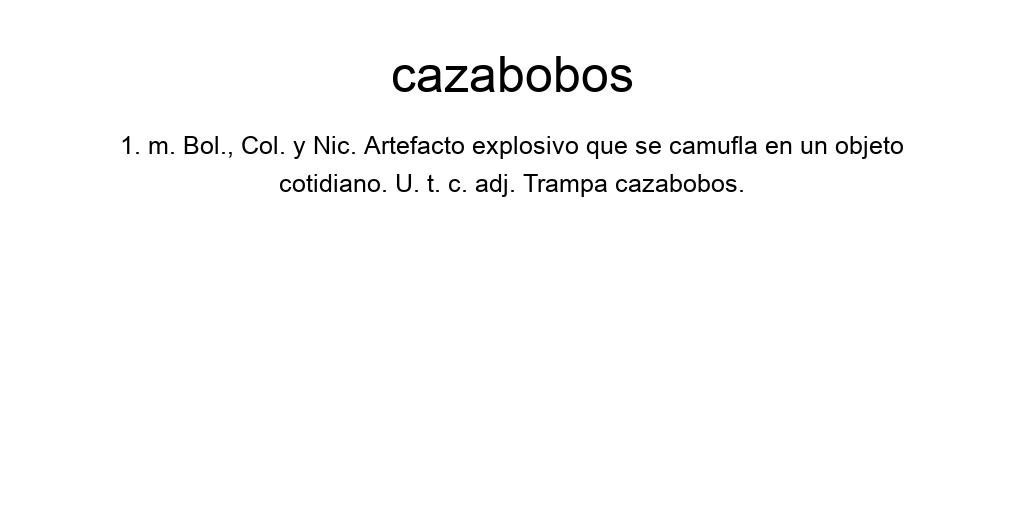 cazabobos
1. m. Bol., Col. y Nic. Artefacto explosivo que se camufla en un objeto
cotidiano. U. t. c. adj. Trampa cazabobos.